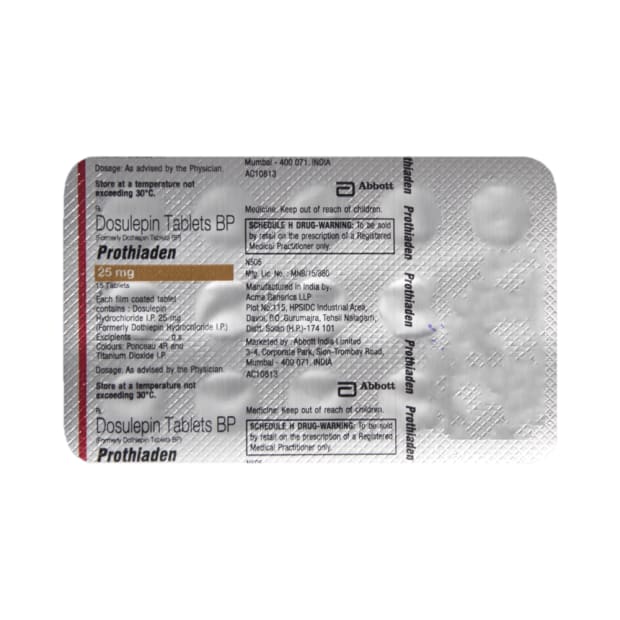 Dosage: As advised by the Physician.
Store at a temperature not
exceeding 30°C.
Rx
Dosulepin Tablets BP
(Formerly Dothiepin Tablets BP)
Prothiaden
25 mg
15 Tablets
Each film coated tablet
contains : Dosulepin
Hydrochloride I.P. 25 mg
(Formerly Dothiepin Hydrochloride I.P.)
Excipients q.s
Colours: Ponceau 4R and
Titanium Dioxide I.P.
Dosage: As advised by the Physician.
Store at a temperature not
exceeding 30°C.
Rx
Dosulepin Tablets BP
(Formerly Dothiepin Tablets BP)
Prothiaden
Mumbai - 400 071. INDIA
AC10813
Abbott
Medicine: Keep out of reach of children.
SCHEDULE H DRUG-WARNING: To be sold
by retail on the prescription of a Registered
Medical Practitioner only.
N505
Mfg. Lic. No. : MNB/15/880
Manufactured in India by:
Acme Generics LLP
Plot No.115, HPSIDC Industrial Area,
Davni, P.O. Gurumajra, Tehsil Nalagarh,
Distt. Solan (H.P.)-174 101
Marketed by : Abbott India Limited
3-4, Corporate Park, Sion-Trombay Road,
Mumbai - 400 071. INDIA
AC10813
Abbott
Medicine: Keep out of reach of children.
SCHEDULE H DRUG-WARNING: To be sold
by retail on the prescription of a Registered
Medical Practitioner only.
N505
thiaden
Prothiaden
Prothiaden
Prothiaden
Prothiaden